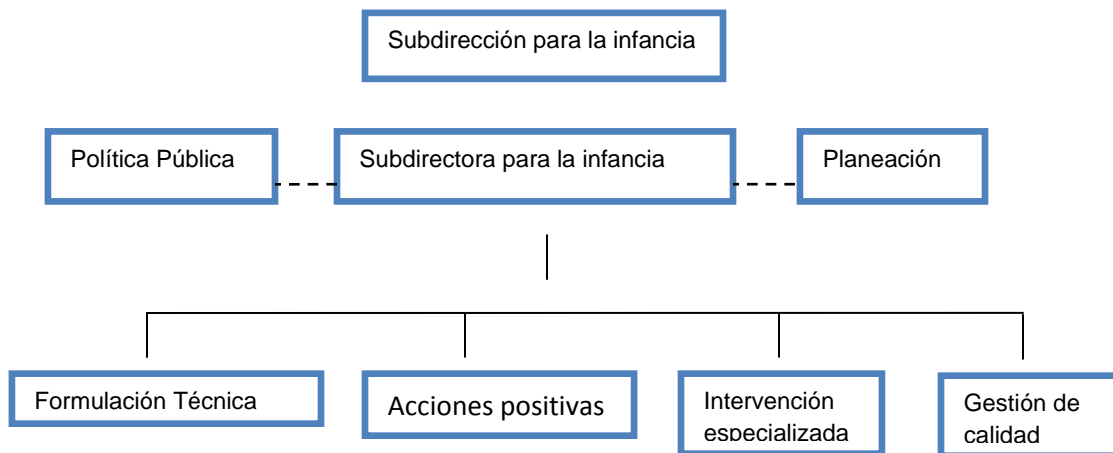 Subdirección para la infancia
Política Pública
Subdirectora para la infancia
Planeación
Formulación Técnica
Acciones positivas
Intervención
especializada
Gestión de
calidad